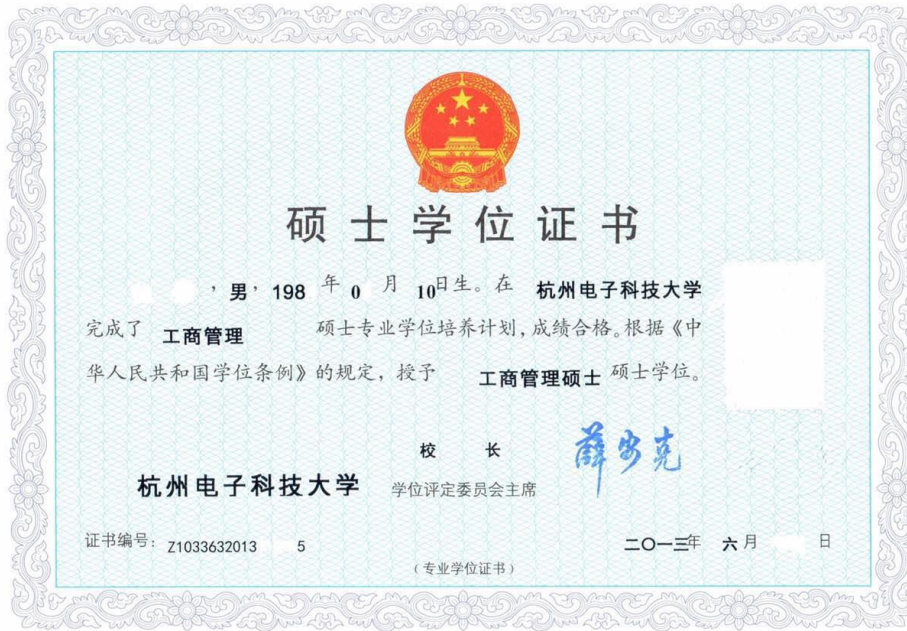 硕士学位证书
，男，198 年 0 月 10日生。在 杭州电子科技大学
完成了 工商管理 硕士专业学位培养计划，成绩合格。根据《中
华人民共和国学位条例》的规定，授予 工商管理硕士 硕士学位。
校 长 薛安克
杭州电子科技大学 学位评定委员会主席
证书编号：Z1033632013 5 二〇一三年 六月 日
（专业学位证书）